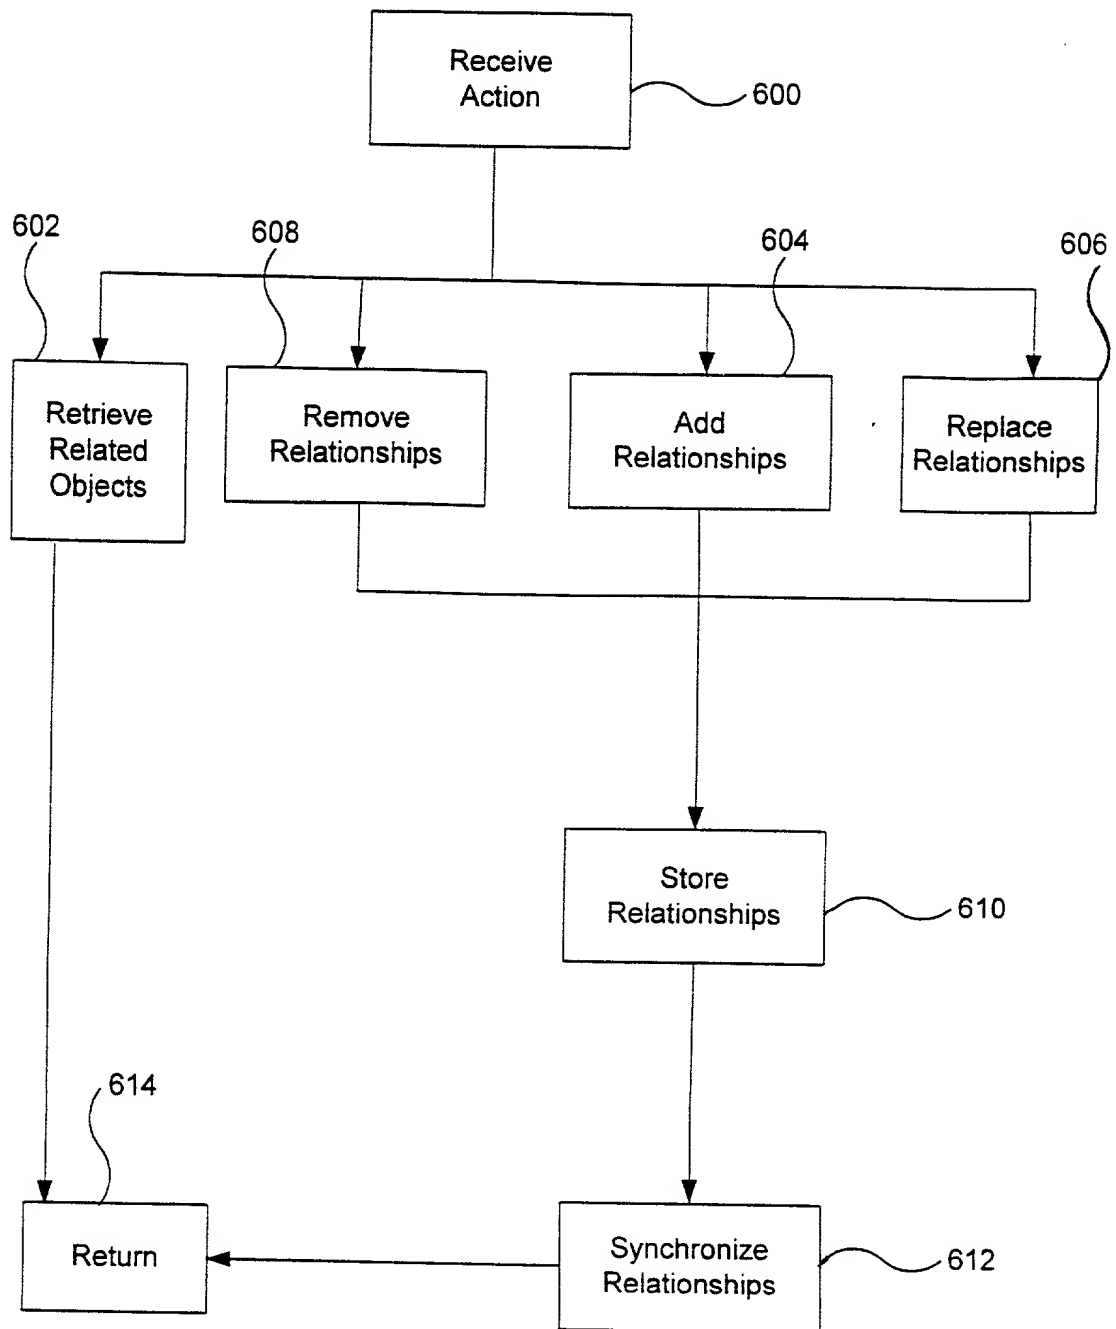 Receive
Action
600
602
608
604
606
Retrieve
Related
Objects
Remove
Relationships
Add
Relationships
Replace
Relationships
Store
Relationships
610
614
Return
Synchronize
Relationships
612